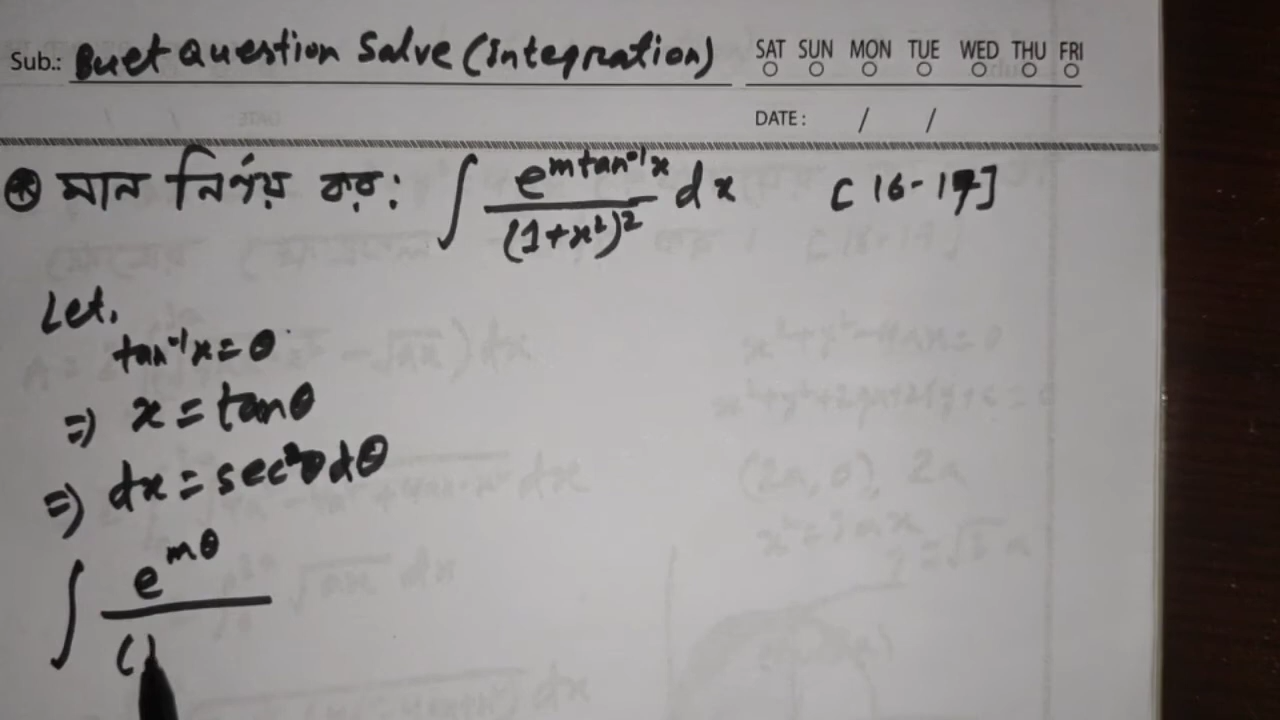 Sub.: Buet Question Salve (Integration) SAT SUN MON TUE WED THU FRI
DATE: / /
⊛ মান নির্ণয় কর: ∫ e^(m tan⁻¹x) / (1+x²)² dx [16-17]
Let,
tan⁻¹x = θ
⇒ x = tanθ
⇒ dx = sec²θ dθ
∫ e^(mθ) / (